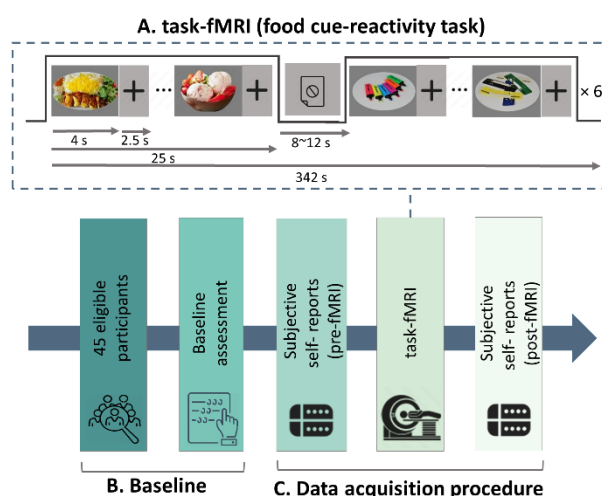 A. task-fMRI (food cue-reactivity task)
× 6
4 s
2.5 s
8~12 s
25 s
342 s
45 eligible
participants
Baseline
assessment
Subjective
self- reports
(pre-fMRI)
task-fMRI
Subjective
self- reports
(post-fMRI)
B. Baseline
C. Data acquisition procedure